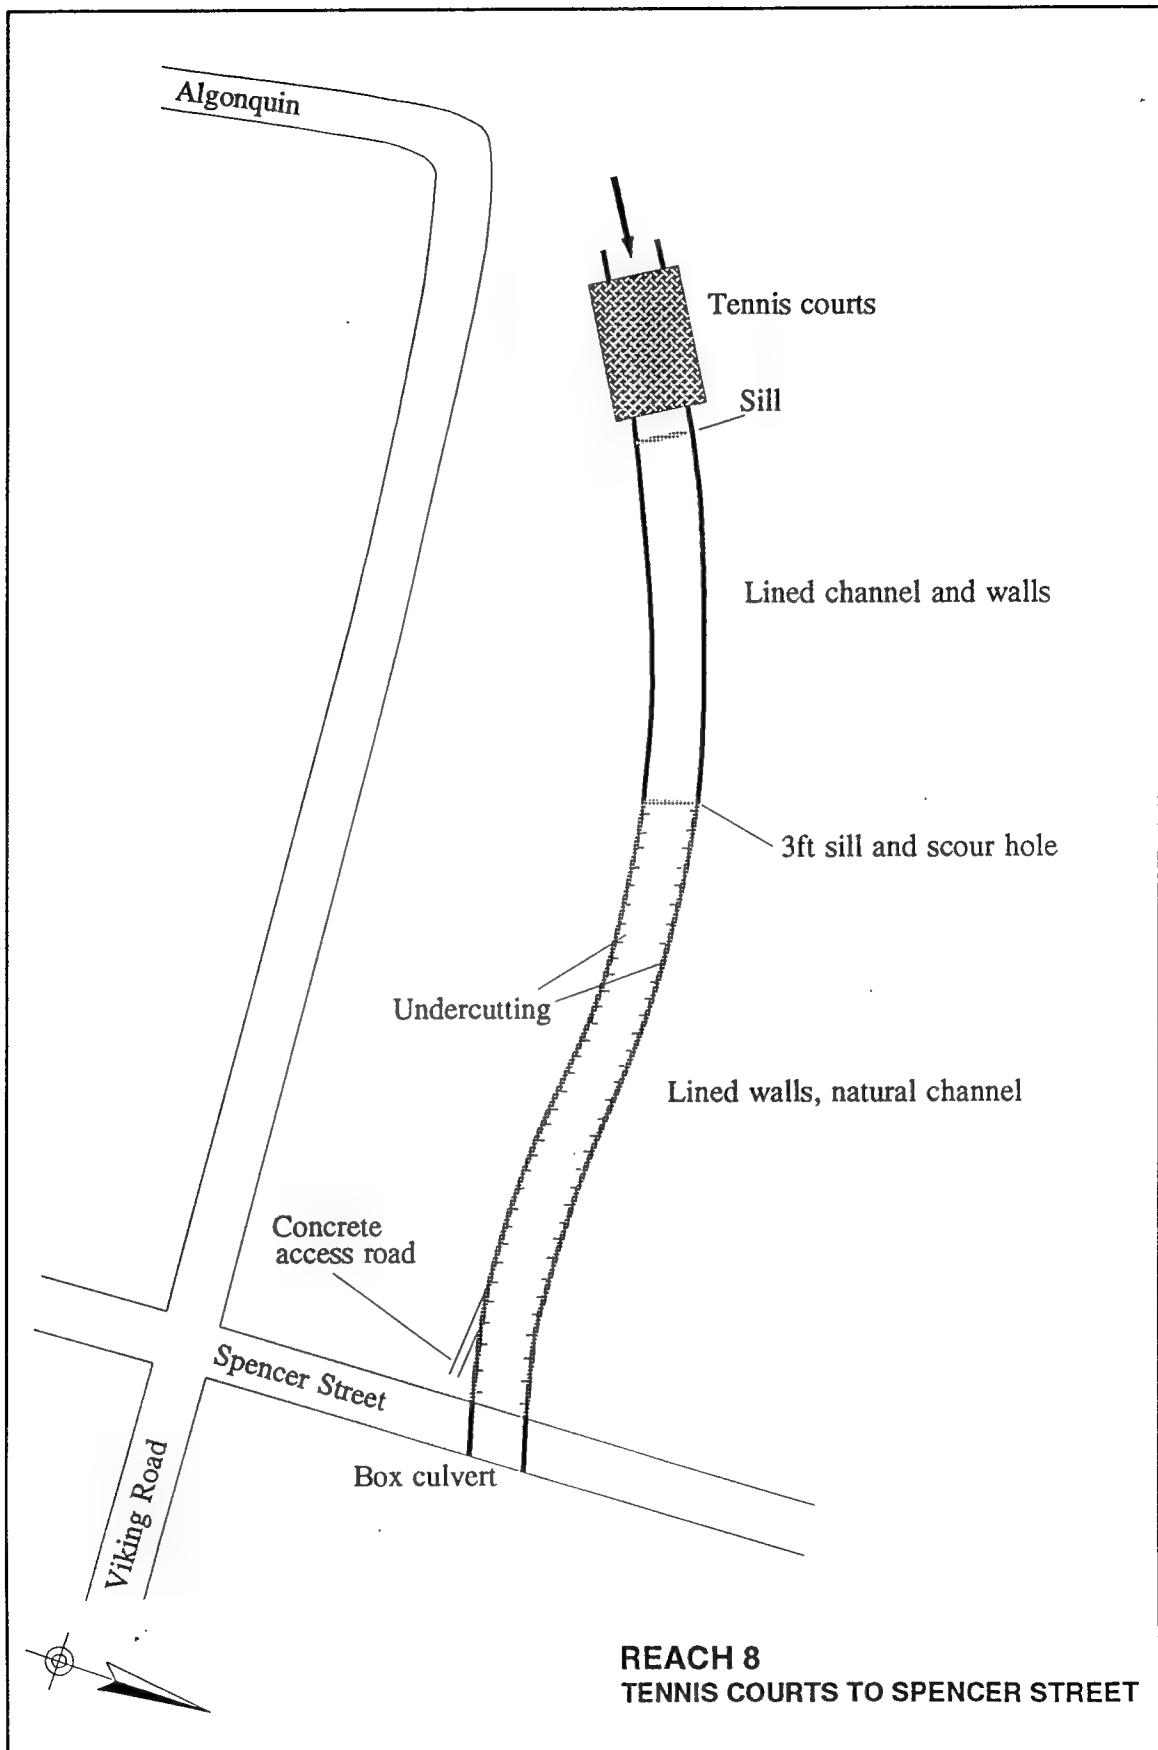 Algonquin
Tennis courts
Sill
Lined channel and walls
3ft sill and scour hole
Undercutting
Lined walls, natural channel
Concrete
access road
Spencer Street
Box culvert
Viking Road
REACH 8
TENNIS COURTS TO SPENCER STREET